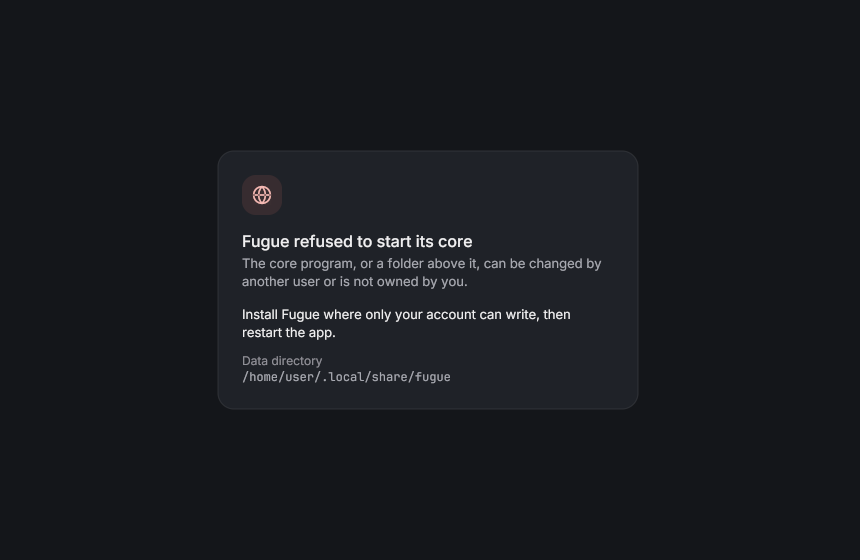 Fugue refused to start its core
The core program, or a folder above it, can be changed by
another user or is not owned by you.
Install Fugue where only your account can write, then
restart the app.
Data directory
/home/user/.local/share/fugue